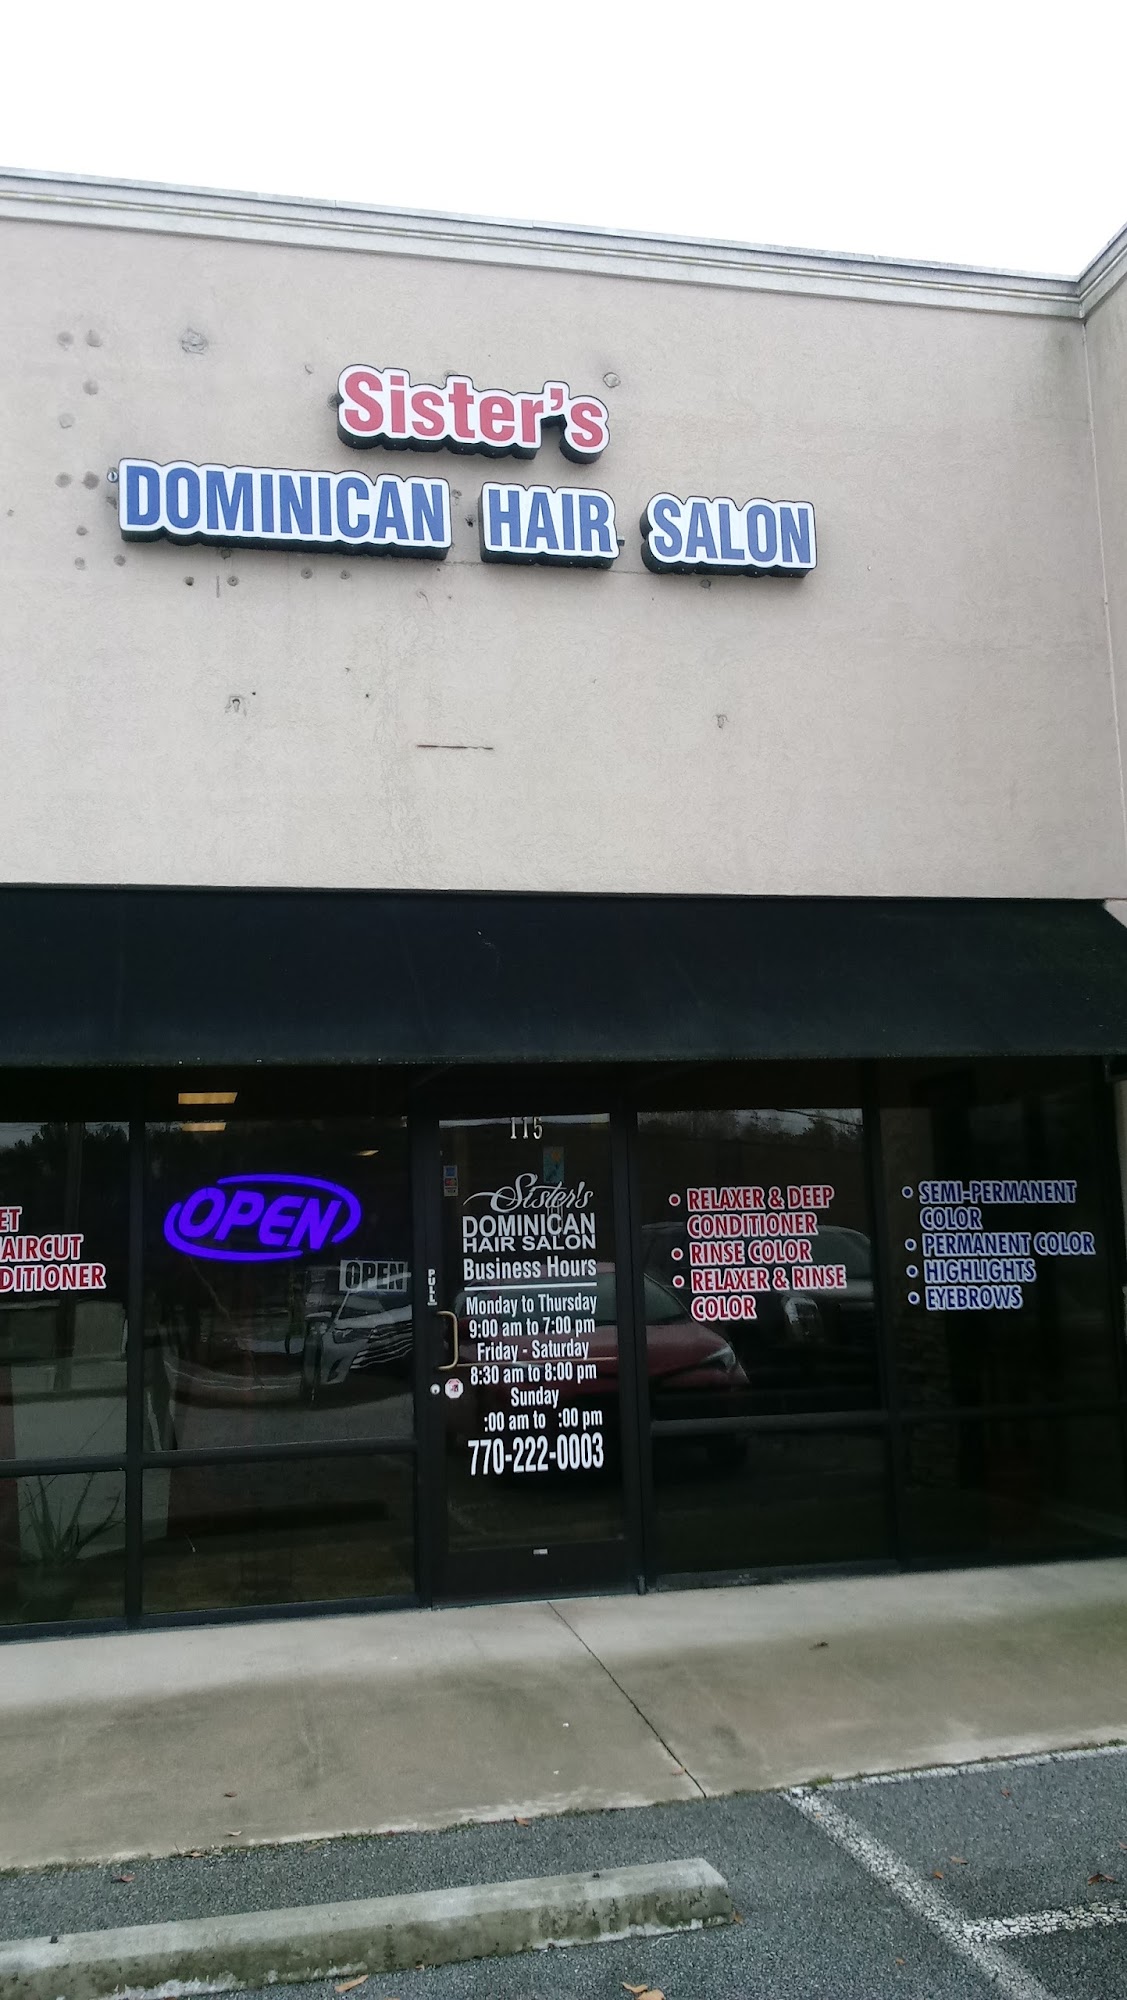 Sister's
DOMINICAN HAIR SALON
115
OPEN
OPEN
PULL
Sister's
DOMINICAN
HAIR SALON
Business Hours
Monday to Thursday
9:00 am to 7:00 pm
Friday - Saturday
8:30 am to 8:00 pm
Sunday
:00 am to :00 pm
770-222-0003
DITIONER
• RELAXER & DEEP
CONDITIONER
• RINSE COLOR
• RELAXER & RINSE
COLOR
• SEMI-PERMANENT
COLOR
• PERMANENT COLOR
• HIGHLIGHTS
• EYEBROWS